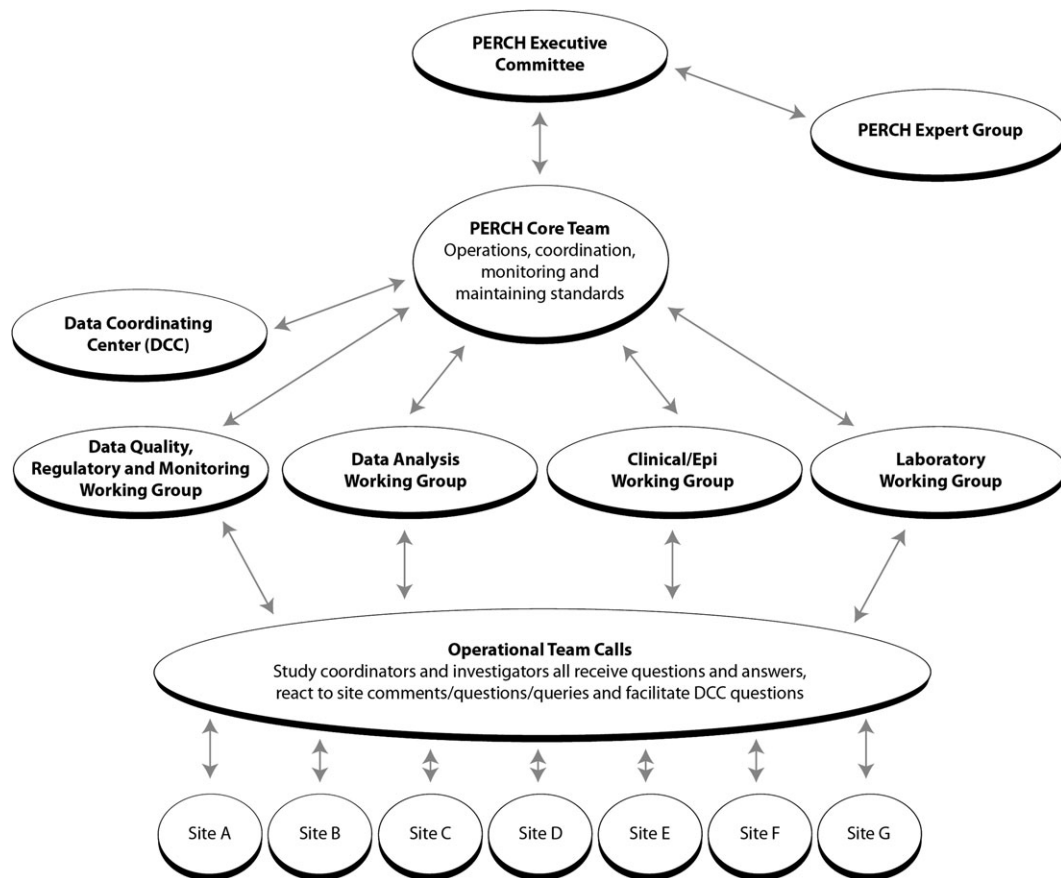 PERCH Executive
Committee
PERCH Expert Group
PERCH Core Team
Operations, coordination,
monitoring and
maintaining standards
Data Coordinating
Center (DCC)
Data Quality,
Regulatory and Monitoring
Working Group
Data Analysis
Working Group
Clinical/Epi
Working Group
Laboratory
Working Group
Operational Team Calls
Study coordinators and investigators all receive questions and answers,
react to site comments/questions/queries and facilitate DCC questions
Site A
Site B
Site C
Site D
Site E
Site F
Site G